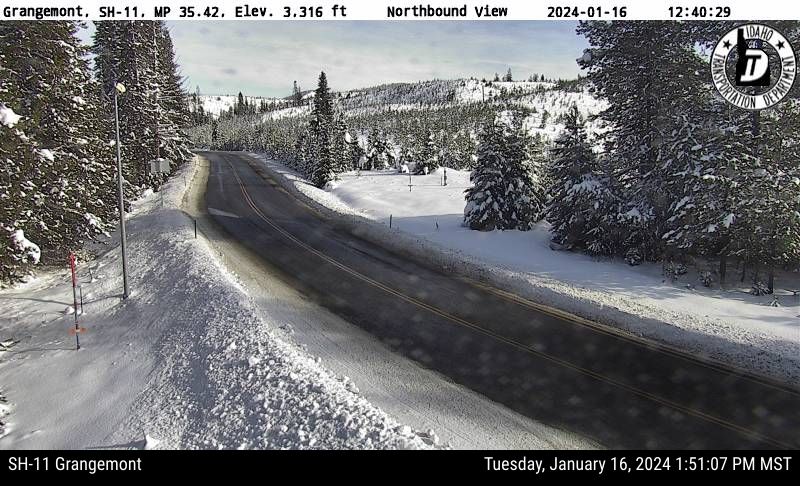 Grangemont, SH-11, MP 35.42, Elev. 3,316 ft Northbound View 2024-01-16 12:40:29
IDAHO
TRANSPORTATION DEPARTMENT
SH-11 Grangemont Tuesday, January 16, 2024 1:51:07 PM MST